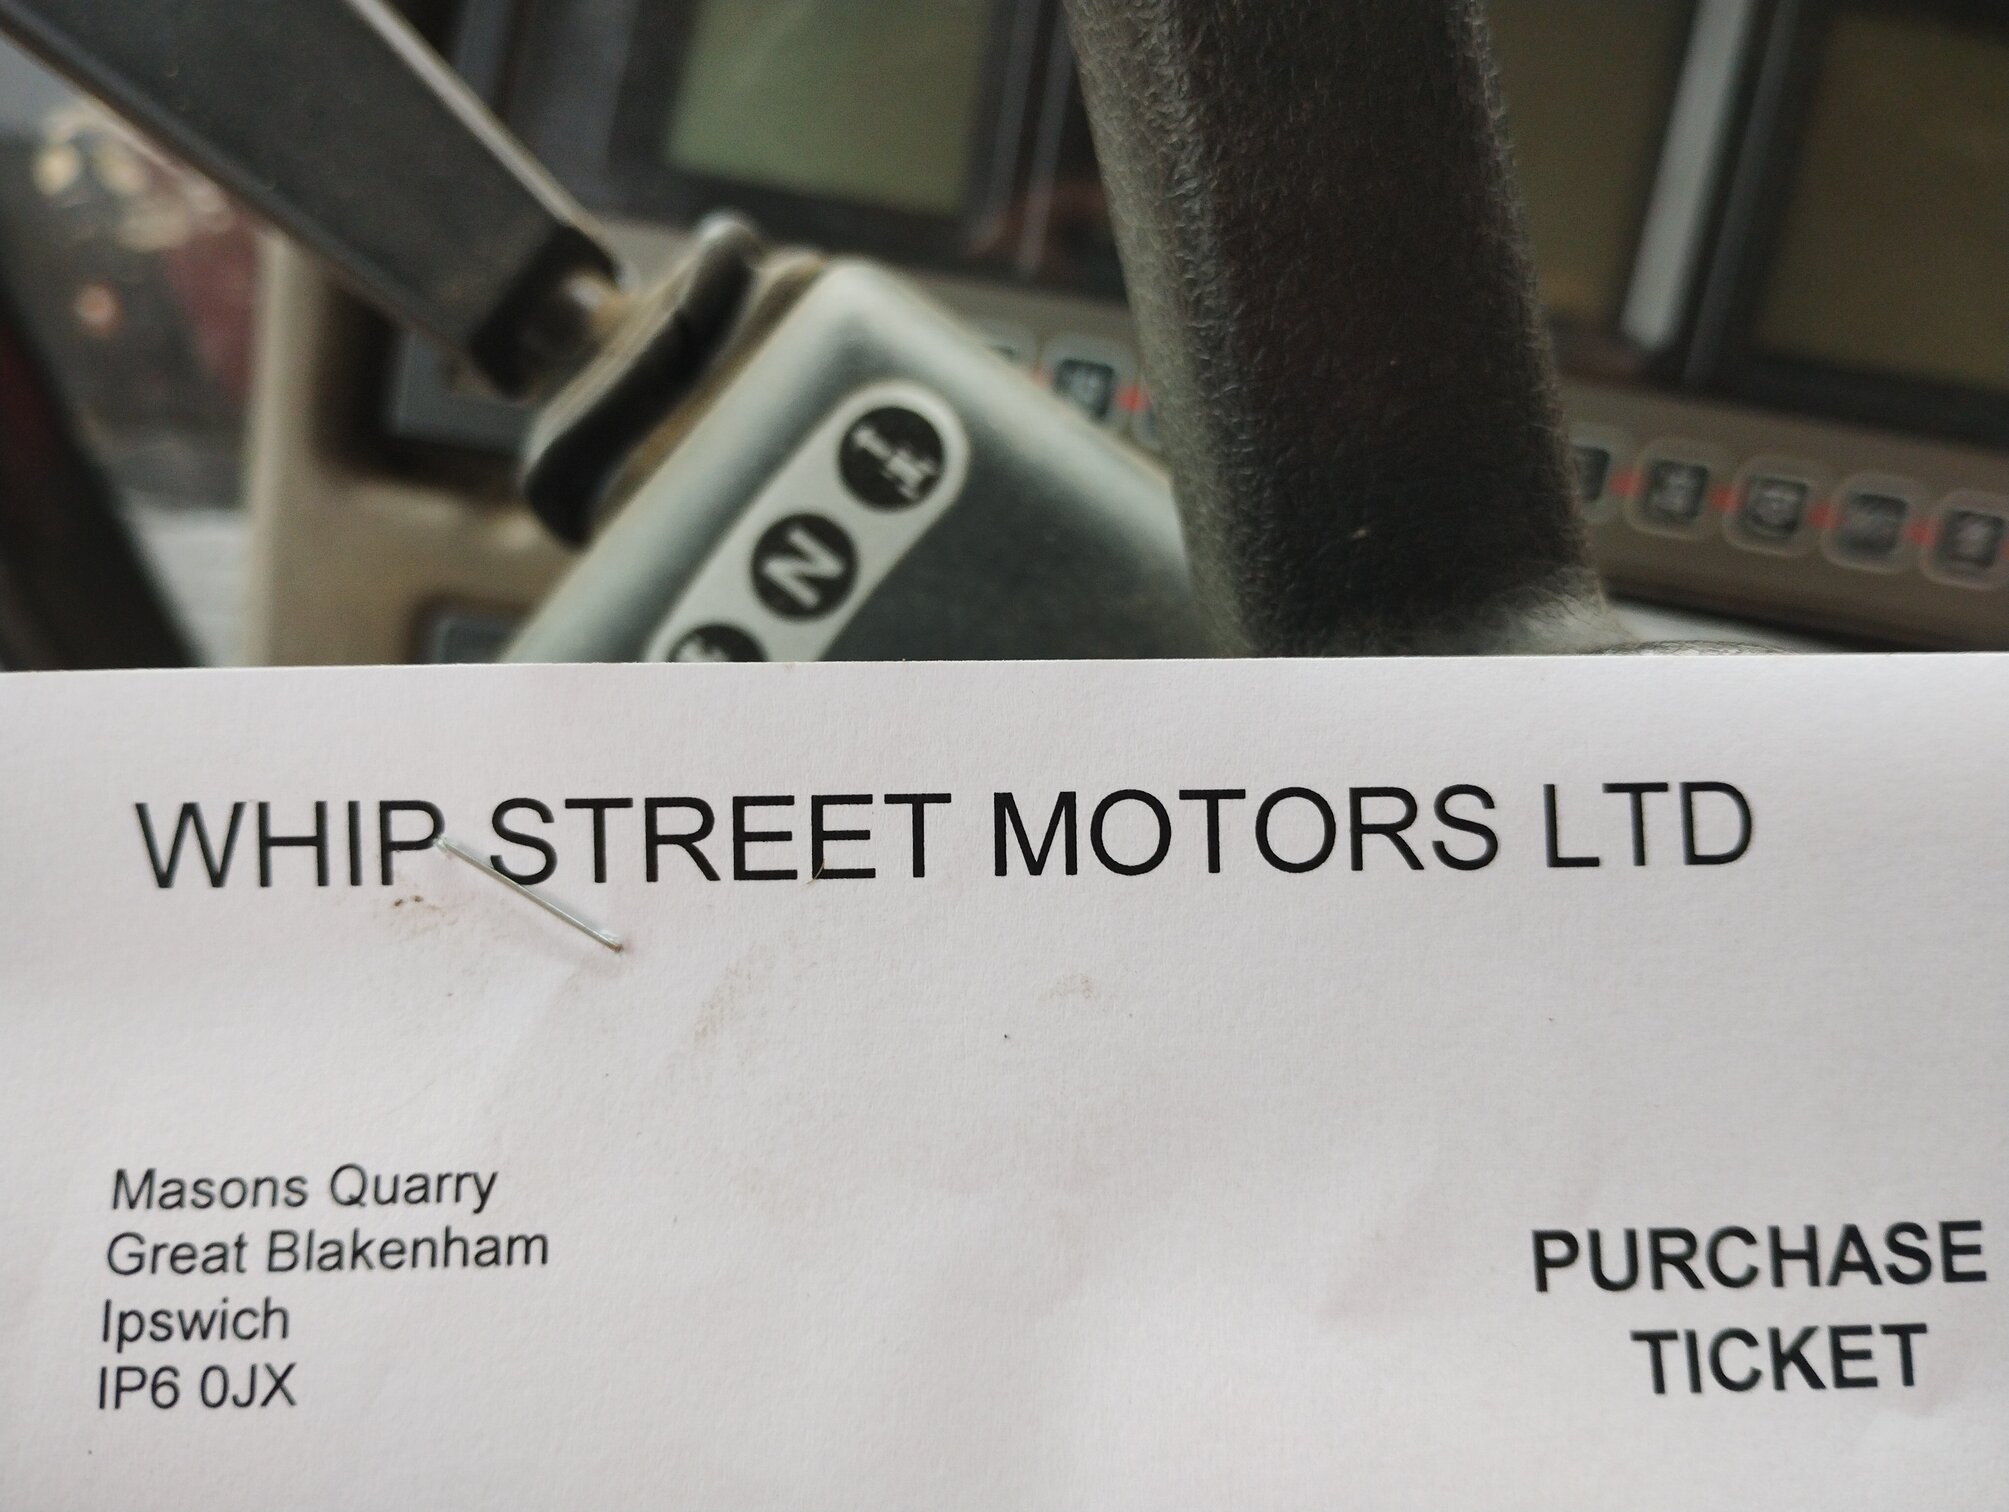 N
WHIP STREET MOTORS LTD
Masons Quarry
Great Blakenham
Ipswich
IP6 0JX
PURCHASE
TICKET